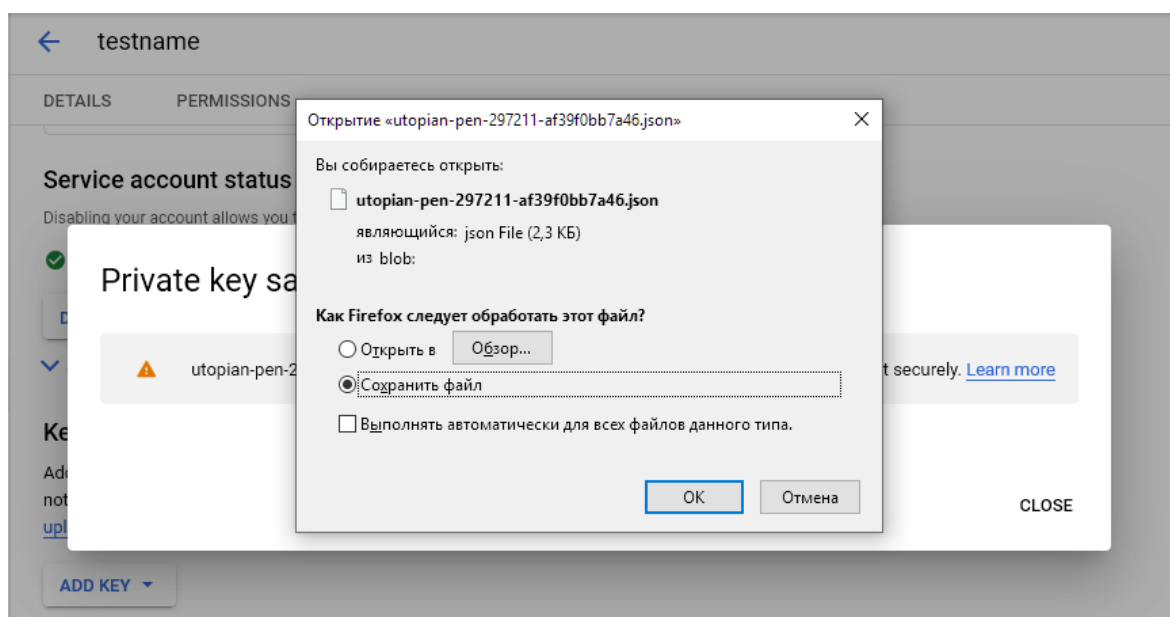 testname
DETAILS PERMISSIONS
Открытие «utopian-pen-297211-af39f0bb7a46.json»
Вы собираетесь открыть:
Service account status
utopian-pen-297211-af39f0bb7a46.json
Disabling your account allows you
являющийся: json File (2,3 КБ)
из blob:
Private key sa
Как Firefox следует обработать этот файл?
Открыть в Обзор...
utopian-pen-2
t securely. Learn more
Сохранить файл
Выполнять автоматически для всех файлов данного типа.
Ke
Add
not
upl
ОК Отмена
CLOSE
ADD KEY